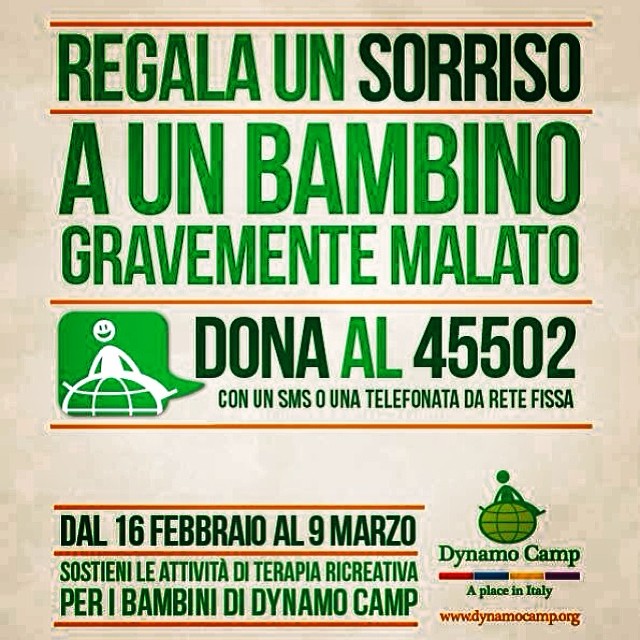 REGALA UN SORRISO
A UN BAMBINO
GRAVEMENTE MALATO
DONA AL 45502
CON UN SMS O UNA TELEFONATA DA RETE FISSA
DAL 16 FEBBRAIO AL 9 MARZO
SOSTIENI LE ATTIVITÀ DI TERAPIA RICREATIVA
PER I BAMBINI DI DYNAMO CAMP
Dynamo Camp
A place in Italy
www.dynamocamp.org